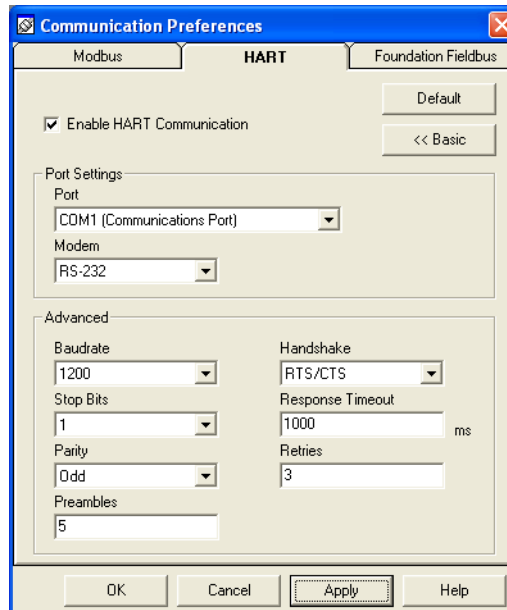 Communication Preferences
Modbus HART Foundation Fieldbus
Default
Enable HART Communication
<< Basic
Port Settings
Port
COM1 (Communications Port)
Modem
RS-232
Advanced
Baudrate Handshake
1200 RTS/CTS
Stop Bits Response Timeout
1 1000 ms
Parity Retries
Odd 3
Preambles
5
OK Cancel Apply Help